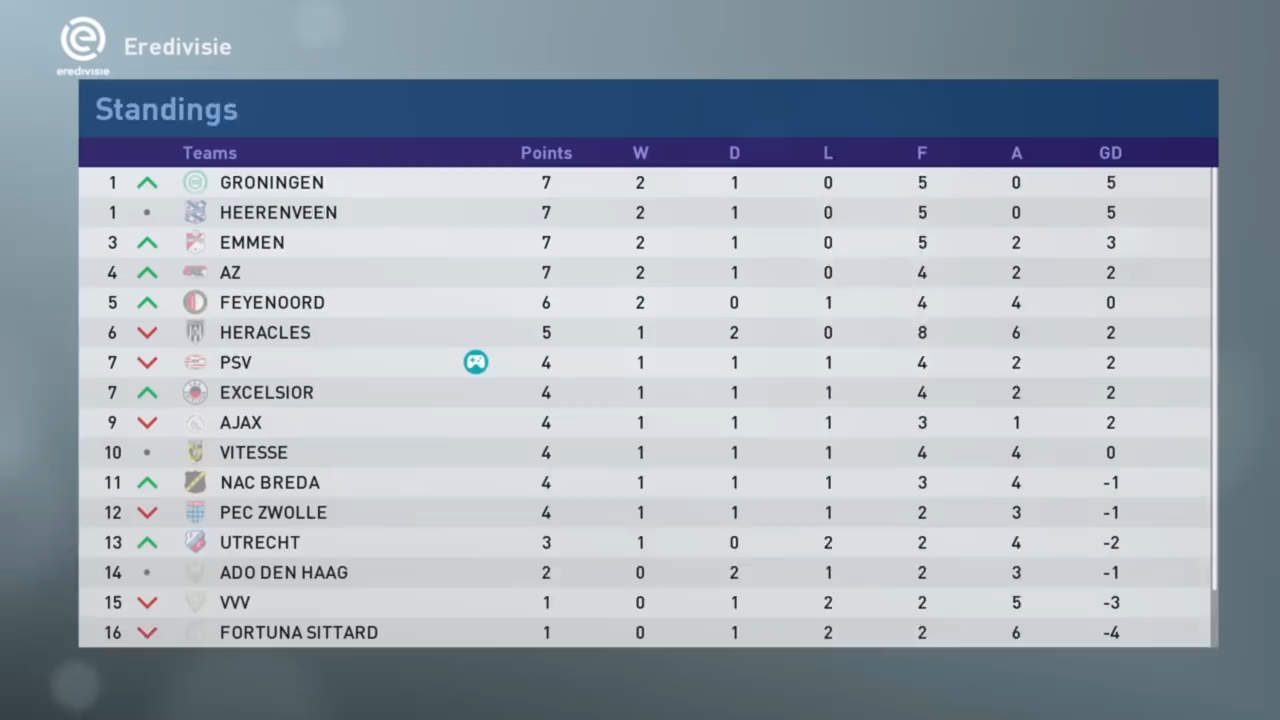 Eredivisie
eredivisie
Standings
Teams Points W D L F A GD
1 GRONINGEN 7 2 1 0 5 0 5
1 HEERENVEEN 7 2 1 0 5 0 5
3 EMMEN 7 2 1 0 5 2 3
4 AZ 7 2 1 0 4 2 2
5 FEYENOORD 6 2 0 1 4 4 0
6 HERACLES 5 1 2 0 8 6 2
7 PSV 4 1 1 1 4 2 2
7 EXCELSIOR 4 1 1 1 4 2 2
9 AJAX 4 1 1 1 3 1 2
10 VITESSE 4 1 1 1 4 4 0
11 NAC BREDA 4 1 1 1 3 4 -1
12 PEC ZWOLLE 4 1 1 1 2 3 -1
13 UTRECHT 3 1 0 2 2 4 -2
14 ADO DEN HAAG 2 0 2 1 2 3 -1
15 VVV 1 0 1 2 2 5 -3
16 FORTUNA SITTARD 1 0 1 2 2 6 -4